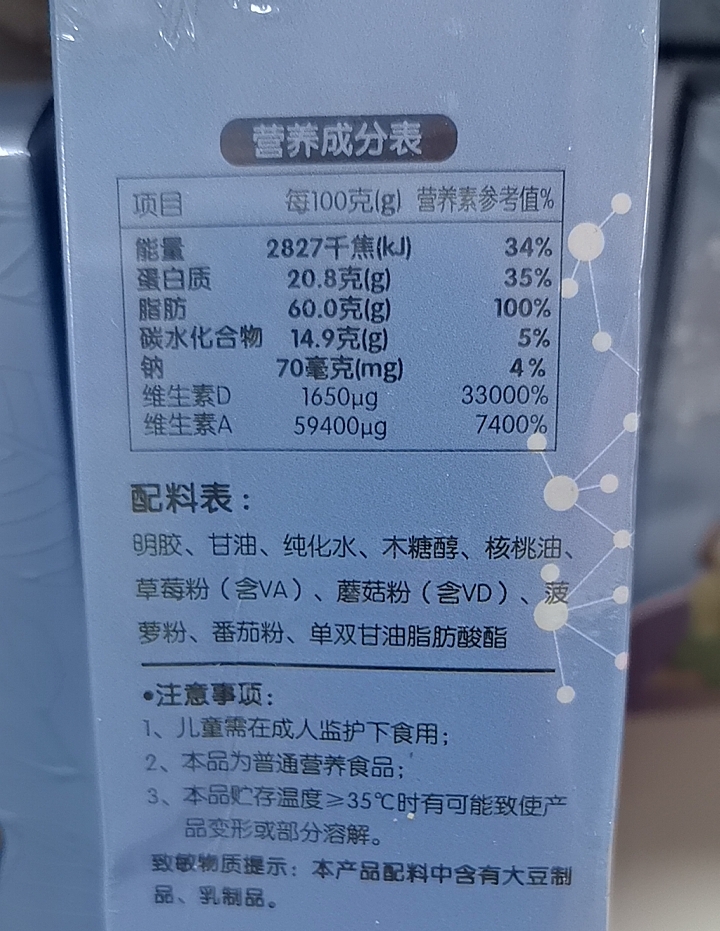 营养成分表
项目 每100克(g) 营养素参考值%
能量 2827千焦(kJ) 34%
蛋白质 20.8克(g) 35%
脂肪 60.0克(g) 100%
碳水化合物 14.9克(g) 5%
钠 70毫克(mg) 4%
维生素D 1650μg 33000%
维生素A 59400μg 7400%
配料表:
明胶、甘油、纯化水、木糖醇、核桃油、
草莓粉（含VA）、蘑菇粉（含VD）、菠
萝粉、番茄粉、单双甘油脂肪酸酯
•注意事项:
1、儿童需在成人监护下食用;
2、本品为普通营养食品;
3、本品贮存温度≥35℃时有可能致使产
品变形或部分溶解。
致敏物质提示: 本产品配料中含有大豆制
品、乳制品。